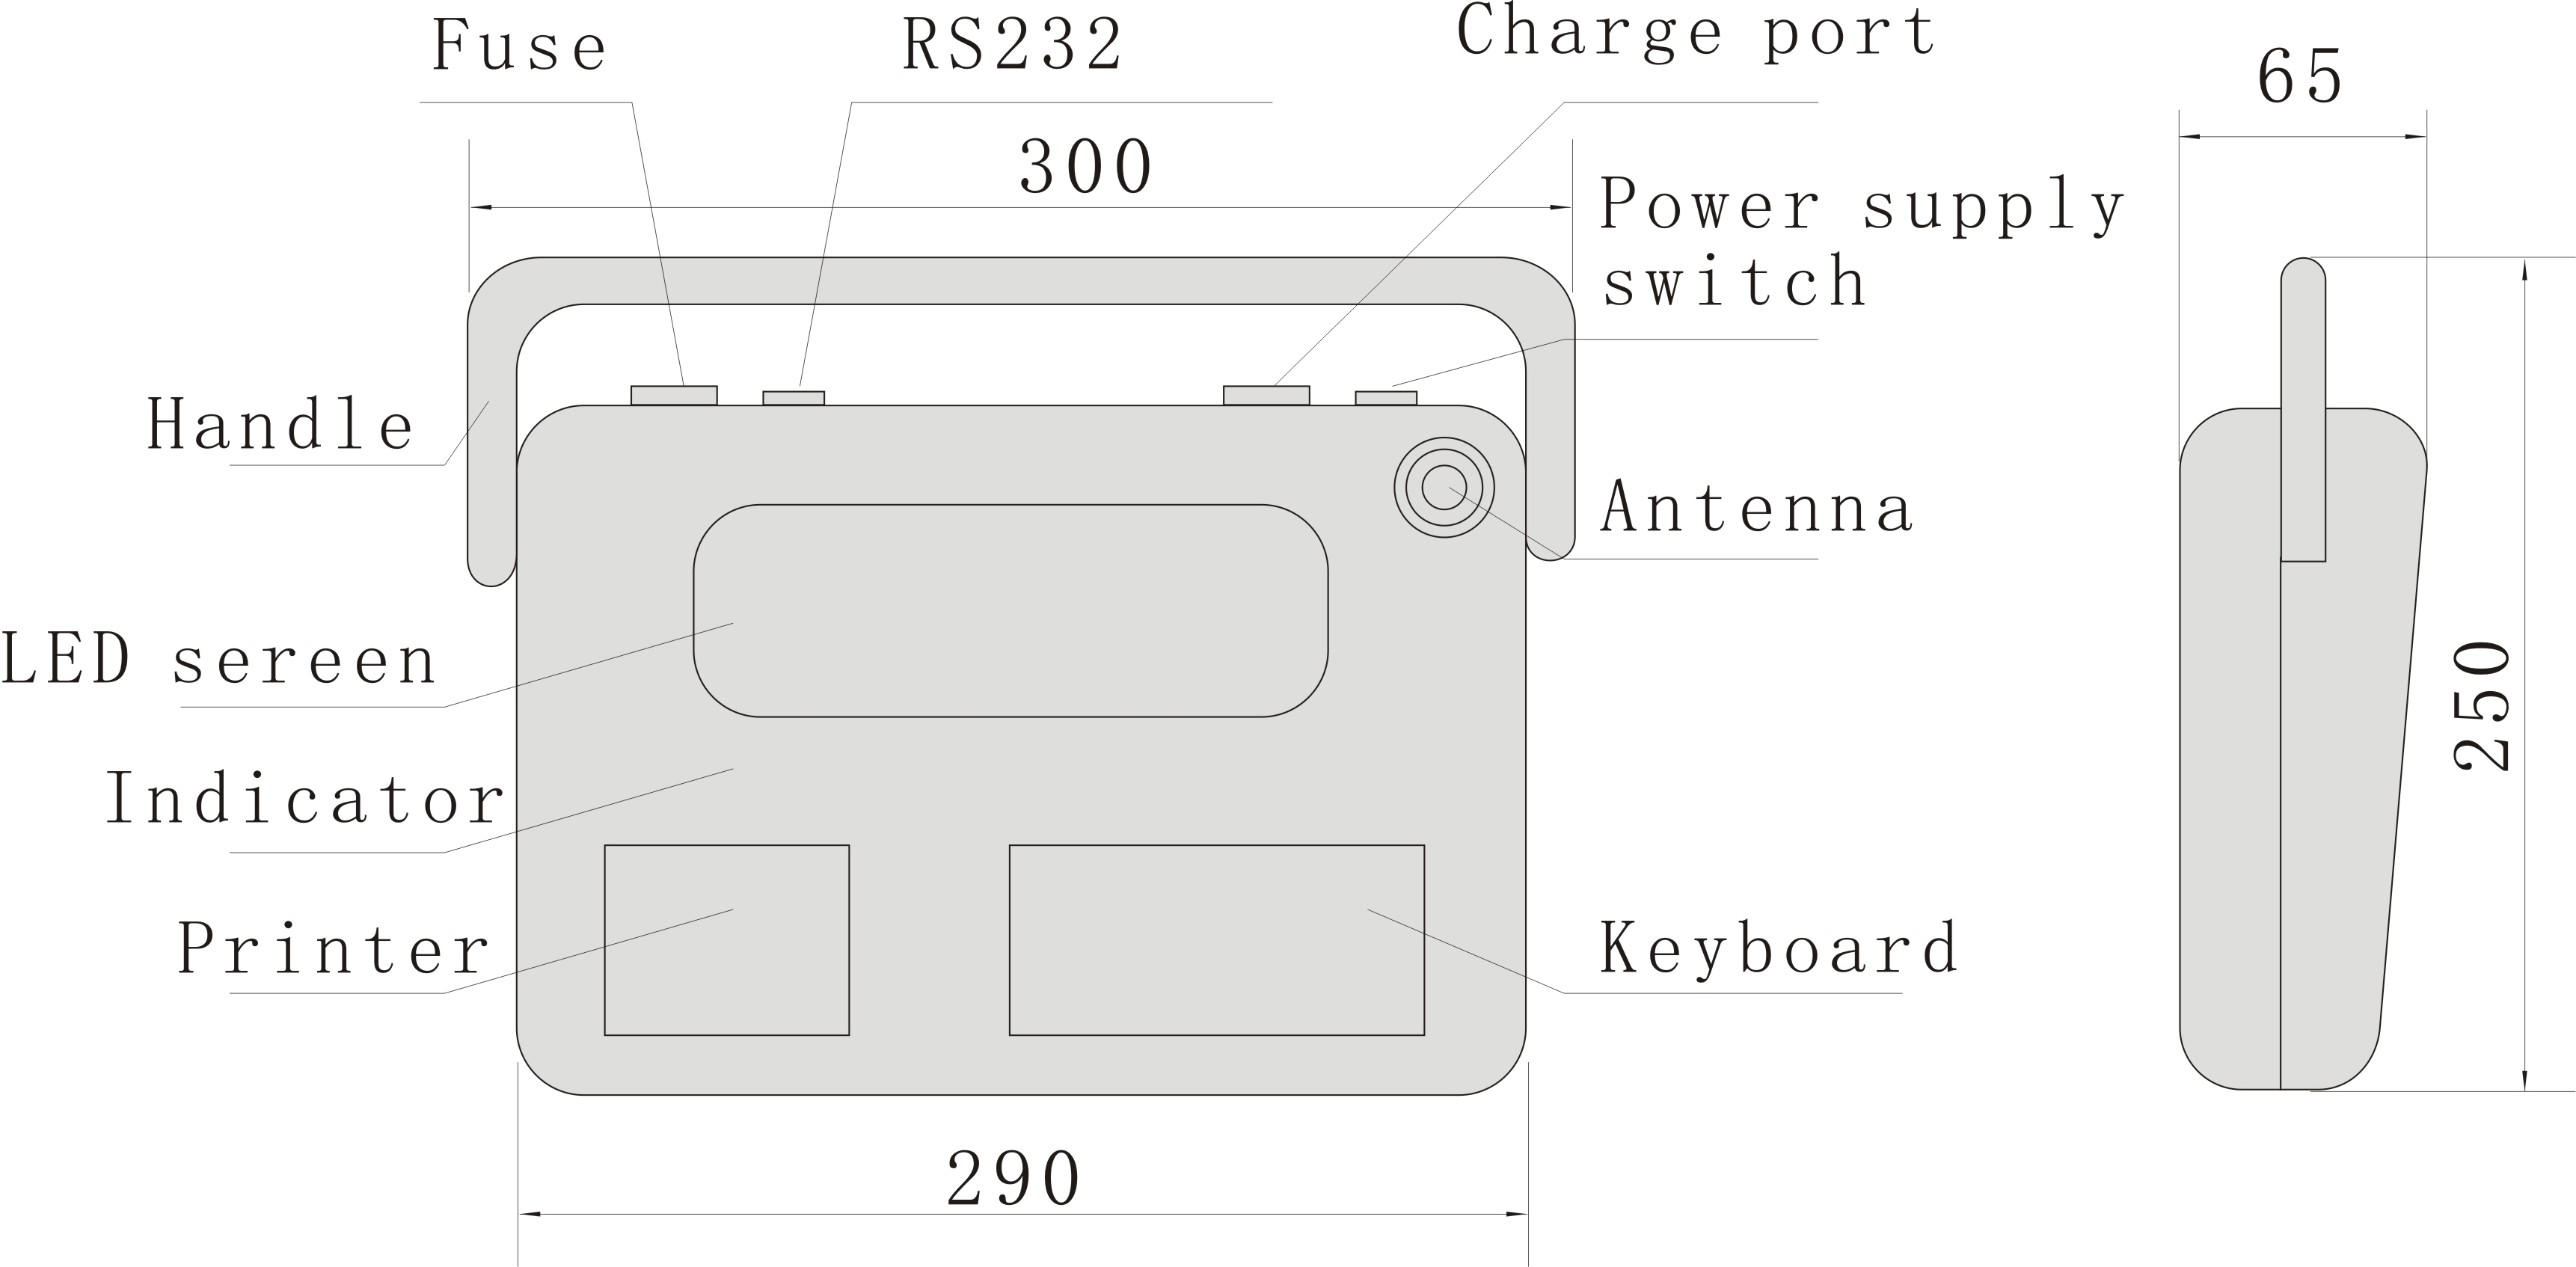 Fuse
RS232
Charge port
65
300
Power supply
switch
Handle
Antenna
LED sereen
250
Indicator
Printer
Keyboard
290